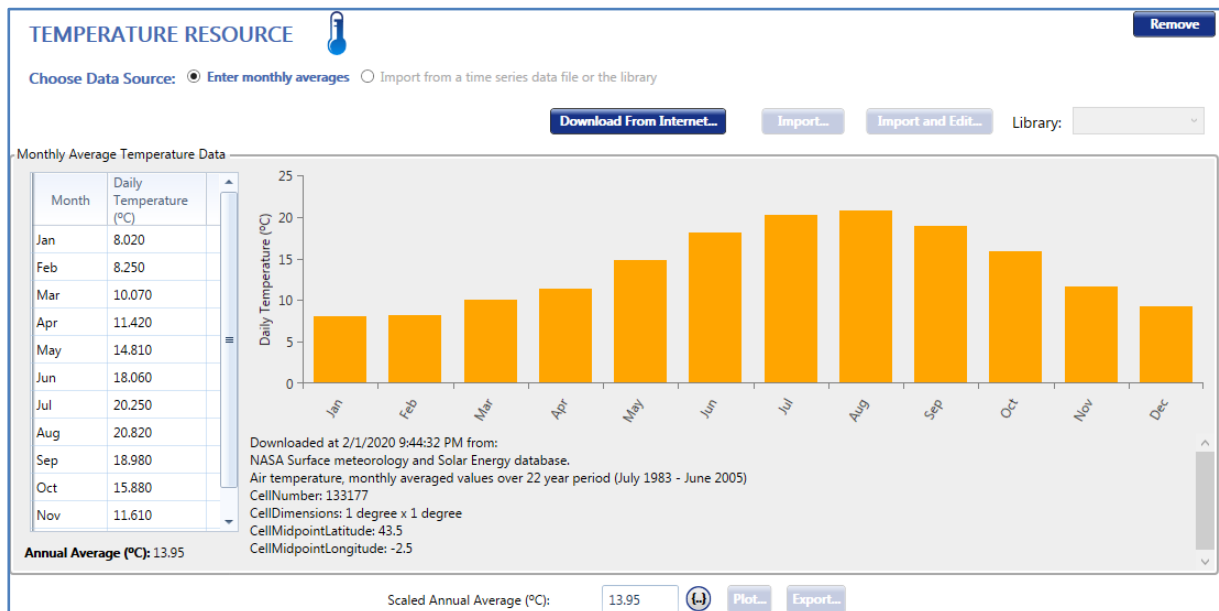 TEMPERATURE RESOURCE
Remove
Choose Data Source: Enter monthly averages Import from a time series data file or the library
Download From Internet... Import... Import and Edit... Library:
Monthly Average Temperature Data
Month Daily Temperature (ºC)
Jan 8.020
Feb 8.250
Mar 10.070
Apr 11.420
May 14.810
Jun 18.060
Jul 20.250
Aug 20.820
Sep 18.980
Oct 15.880
Nov 11.610
Annual Average (ºC): 13.95
Daily Temperature (ºC)
25
20
15
10
5
0
Jan Feb Mar Apr May Jun Jul Aug Sep Oct Nov Dec
Downloaded at 2/1/2020 9:44:32 PM from:
NASA Surface meteorology and Solar Energy database.
Air temperature, monthly averaged values over 22 year period (July 1983 - June 2005)
CellNumber: 133177
CellDimensions: 1 degree x 1 degree
CellMidpointLatitude: 43.5
CellMidpointLongitude: -2.5
Scaled Annual Average (ºC): 13.95 {..} Plot... Export...